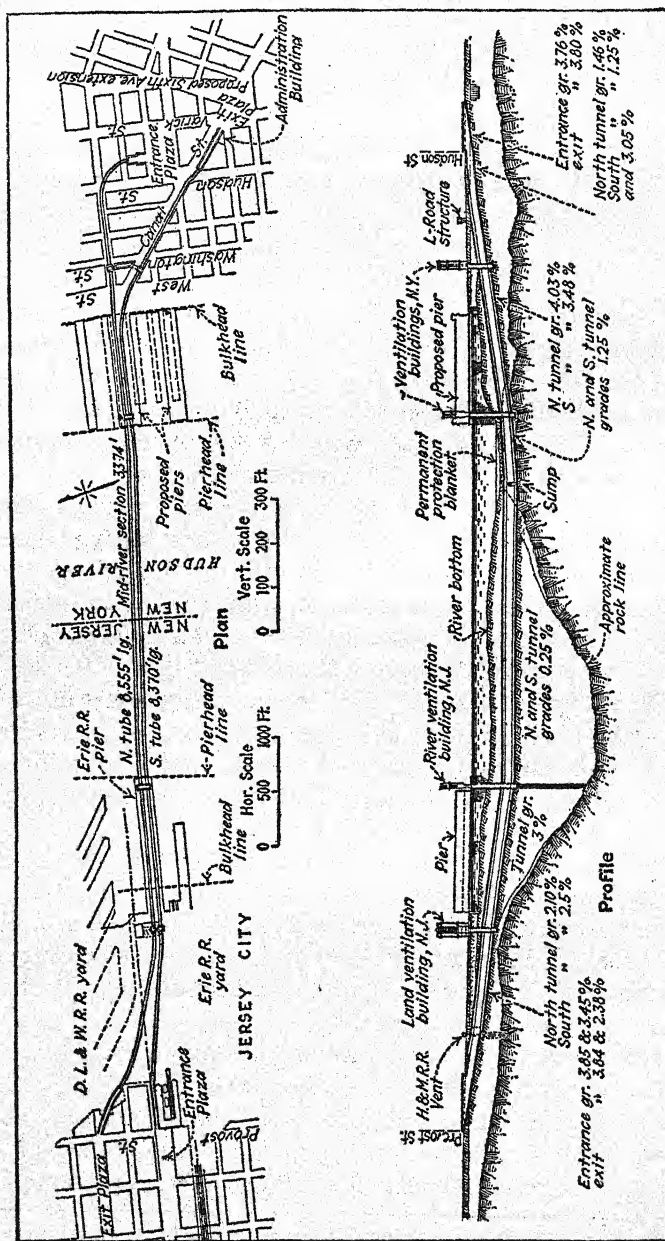 Proposed Sixth Ave. extension
St.
Entrance
Plaza
Varick
Exit
Plaza
Administration
Building
St.
Canal
Hudson
St.
Washington
West
St.
St.
Bulkhead
line
Proposed
piers
Pierhead
line
Mid-river section 3374'
HUDSON
RIVER
NEW
JERSEY
NEW
YORK
N. tube 8,555' lg.
S. tube 8,370' lg.
Plan
Vert. Scale
0 100 200 300 Ft.
Hor. Scale
0 500 1000 Ft.
Erie R.R.
Pier
Pierhead
line
Bulkhead
line
D.L.& W.R.R. yard
Erie R.R.
yard
JERSEY CITY
Entrance
Plaza
Exit Plaza
St.
Provost
Provost St.
H.& M.R.R.
Vent
Land ventilation
building, N.J.
Pier
River ventilation
building, N.J.
River bottom
Permanent
protection
blanket
Ventilation
buildings, N.Y.
Proposed pier
L-Road
structure
Hudson St.
Entrance gr. 3.85 & 3.45%
exit " 3.84 & 2.38%
North tunnel gr. 2.10%
South " " 2.5%
Tunnel gr.
3%
N. and S. tunnel
grades 0.25%
Approximate
rock line
Sump
N. and S. tunnel
grades 1.25%
N. tunnel gr. 4.03%
S " " 3.48%
North tunnel gr. 1.46%
South " " 1.25%
and 3.05%
Entrance gr. 3.76%
exit " 3.80%
Profile